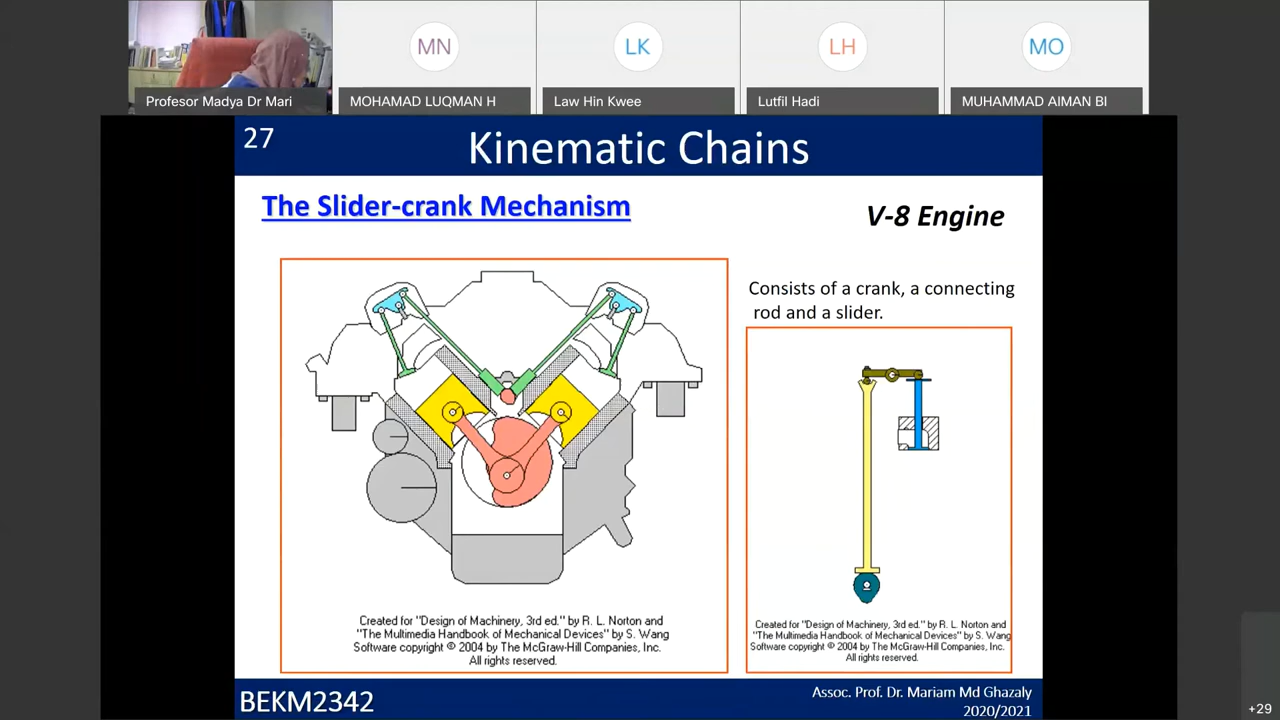 MN
LK
LH
MO
Profesor Madya Dr Mari
MOHAMAD LUQMAN H
Law Hin Kwee
Lutfil Hadi
MUHAMMAD AIMAN BI
27
Kinematic Chains
The Slider-crank Mechanism
V-8 Engine
Consists of a crank, a connecting
rod and a slider.
Created for "Design of Machinery, 3rd ed." by R. L. Norton and
"The Multimedia Handbook of Mechanical Devices" by S. Wang
Software copyright © 2004 by The McGraw-Hill Companies, Inc.
All rights reserved.
Created for "Design of Machinery, 3rd ed." by R. L. Norton and
"The Multimedia Handbook of Mechanical Devices" by S. Wang
Software copyright © 2004 by The McGraw-Hill Companies, Inc.
All rights reserved.
BEKM2342
Assoc. Prof. Dr. Mariam Md Ghazaly
2020/2021
+29